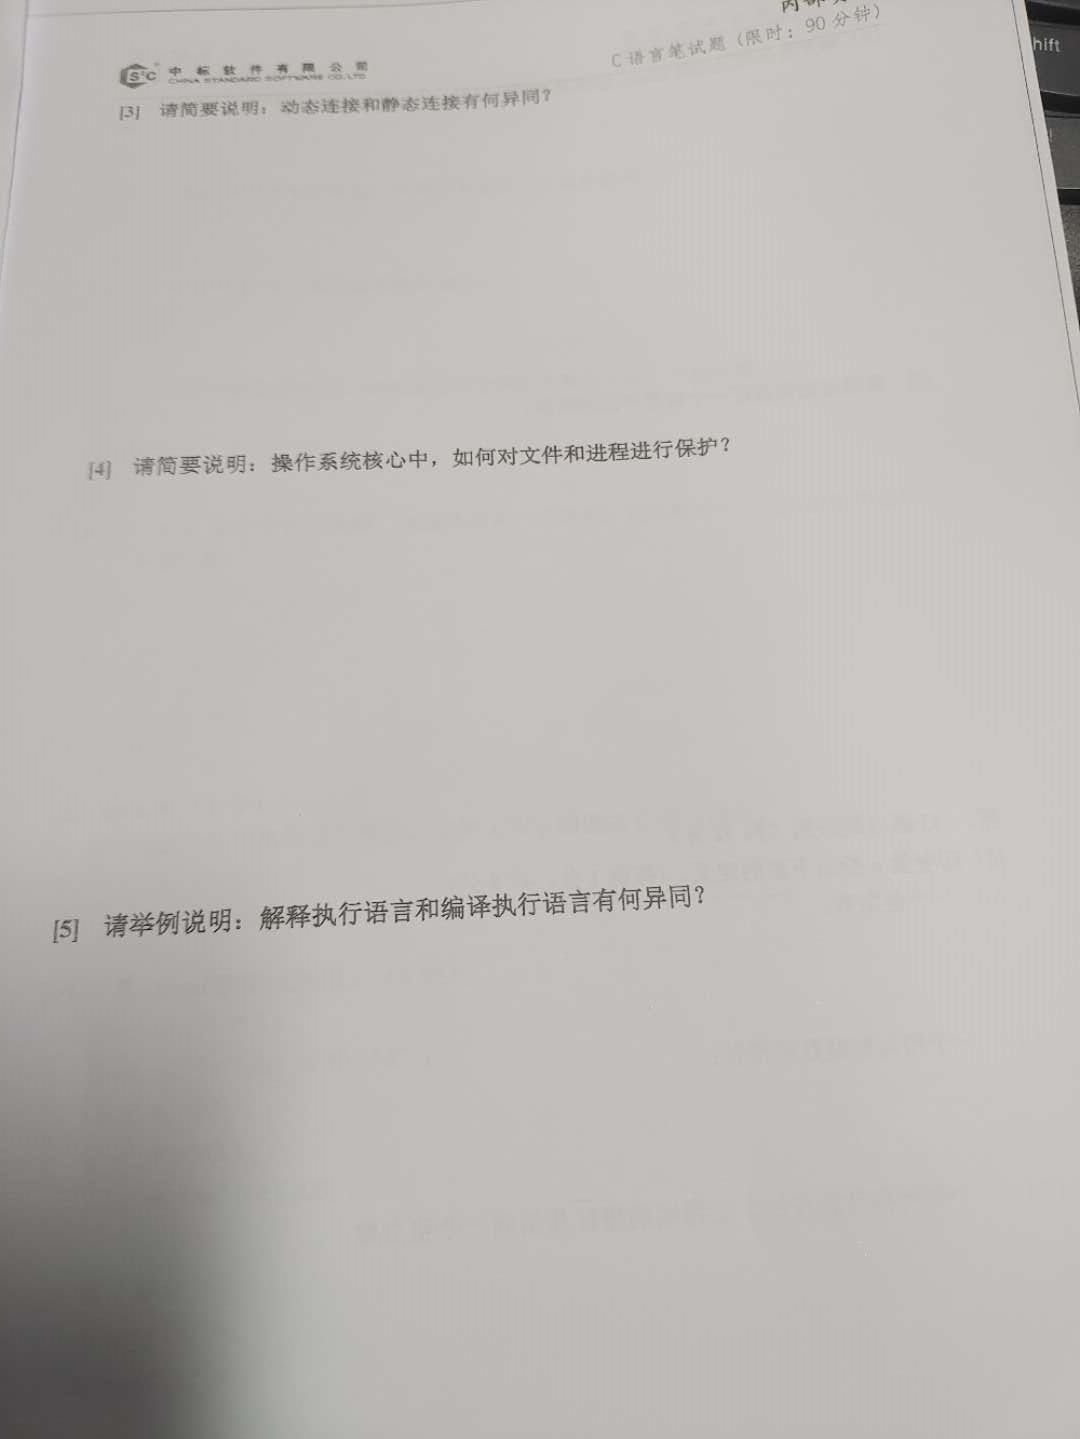 C 语言笔试题（限时：90 分钟）
S²C 中标软件有限公司
CHINA STANDARD SOFTWARE CO.,LTD
[3] 请简要说明：动态连接和静态连接有何异同？
[4] 请简要说明：操作系统核心中，如何对文件和进程进行保护？
[5] 请举例说明：解释执行语言和编译执行语言有何异同？
hift